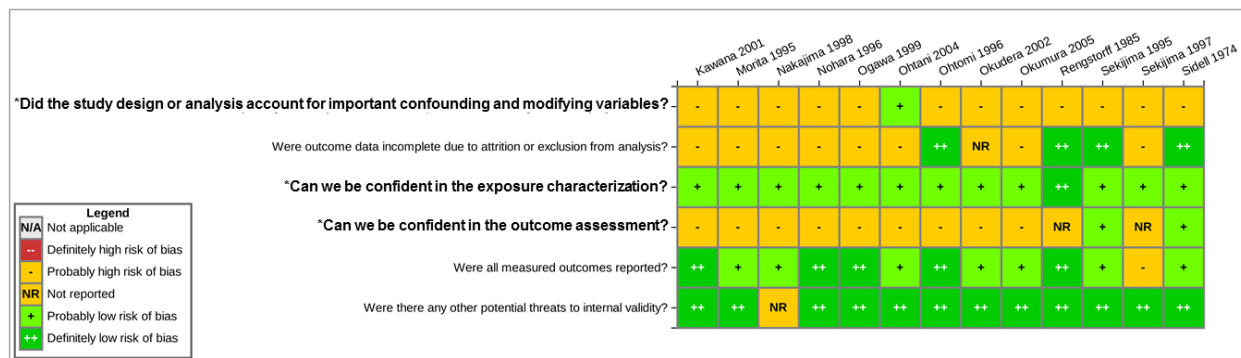 Kawana 2001
Morita 1995
Nakajima 1998
Nohara 1996
Ogawa 1999
Ohtani 2004
Ohtomi 1996
Okudera 2002
Okumura 2005
Rengstorff 1985
Sekijima 1995
Sekijima 1997
Sidell 1974
*Did the study design or analysis account for important confounding and modifying variables? - - - - - + - - - - - - -
Were outcome data incomplete due to attrition or exclusion from analysis? - - - - - - ++ NR - ++ ++ - ++
*Can we be confident in the exposure characterization? + + + + + + + + + ++ + + +
*Can we be confident in the outcome assessment? - - - - - - - - - NR + NR +
Were all measured outcomes reported? ++ + + ++ ++ + ++ + + ++ + - +
Were there any other potential threats to internal validity? ++ ++ NR ++ ++ ++ ++ ++ ++ ++ ++ ++ ++
Legend
N/A Not applicable
-- Definitely high risk of bias
- Probably high risk of bias
NR Not reported
+ Probably low risk of bias
++ Definitely low risk of bias